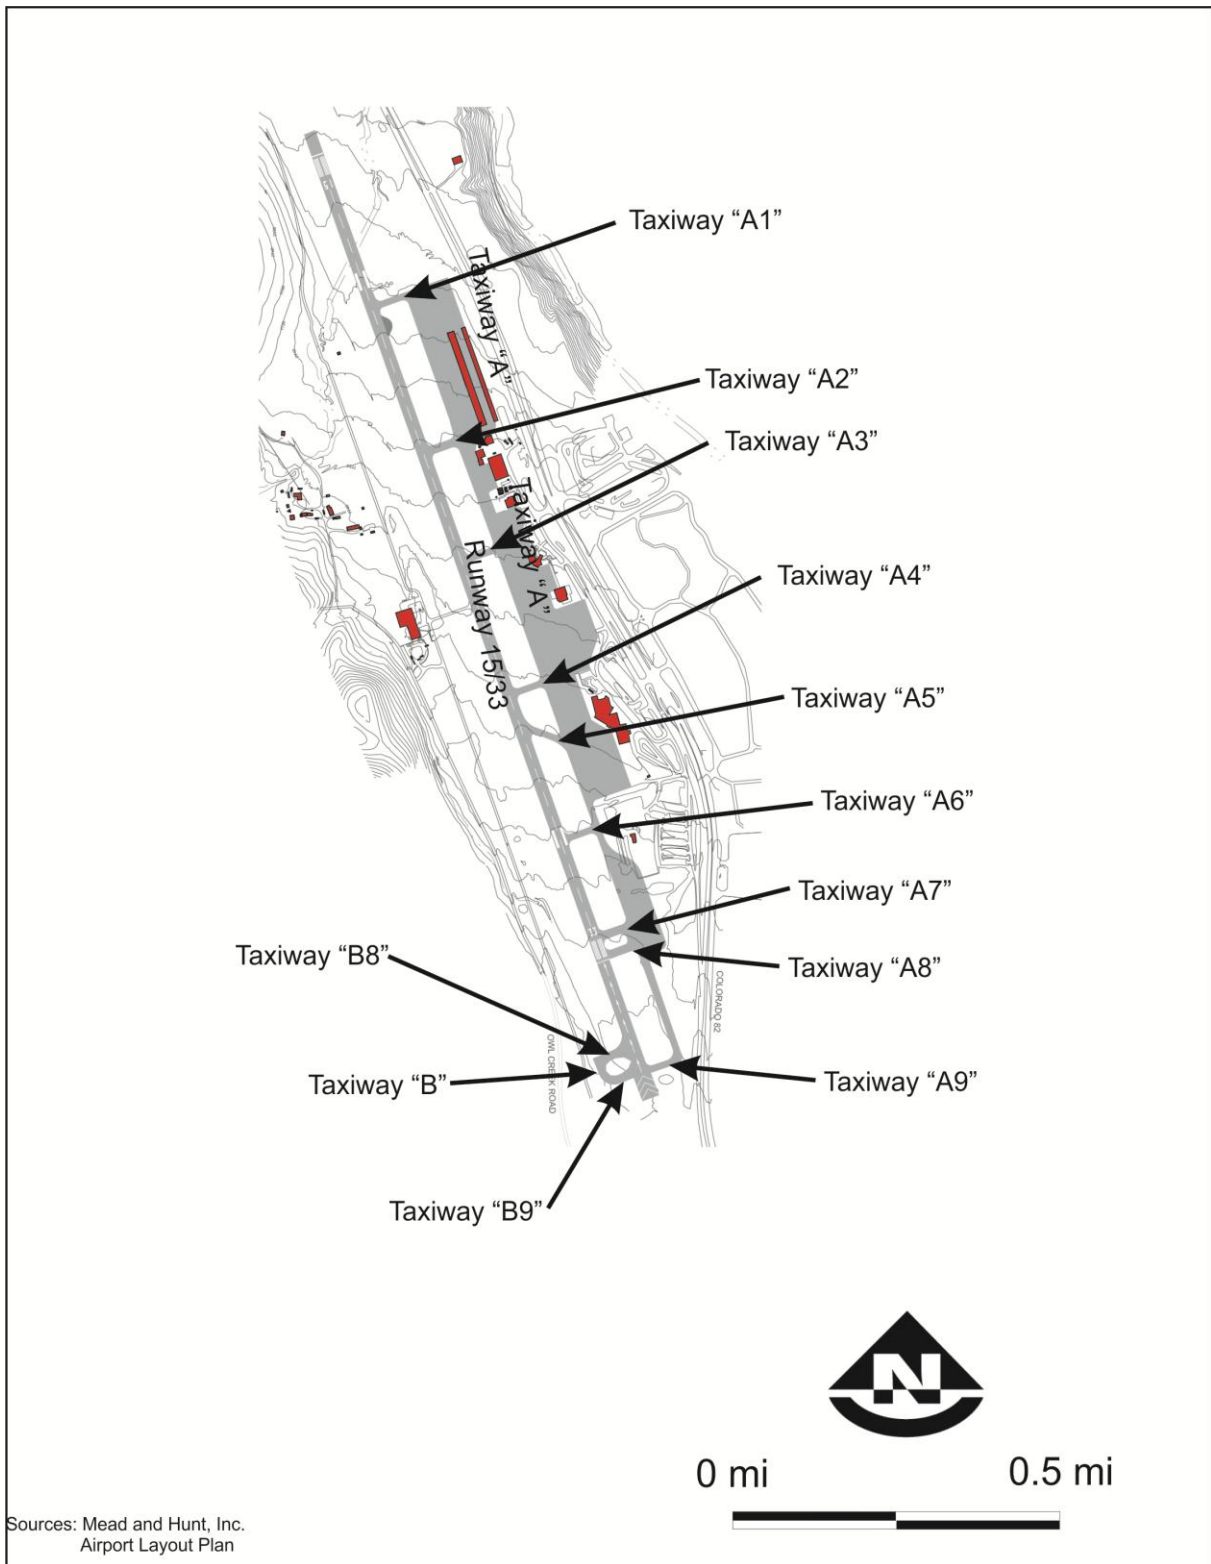 Taxiway “A1”
Taxiway “A”
Taxiway “A2”
Taxiway “A3”
Taxiway “A”
Runway 15/33
Taxiway “A4”
Taxiway “A5”
Taxiway “A6”
Taxiway “A7”
Taxiway “B8”
Taxiway “A8”
COLORADO 82
OWL CREEK ROAD
Taxiway “B”
Taxiway “A9”
Taxiway “B9”
N
0 mi 0.5 mi
Sources: Mead and Hunt, Inc.
Airport Layout Plan